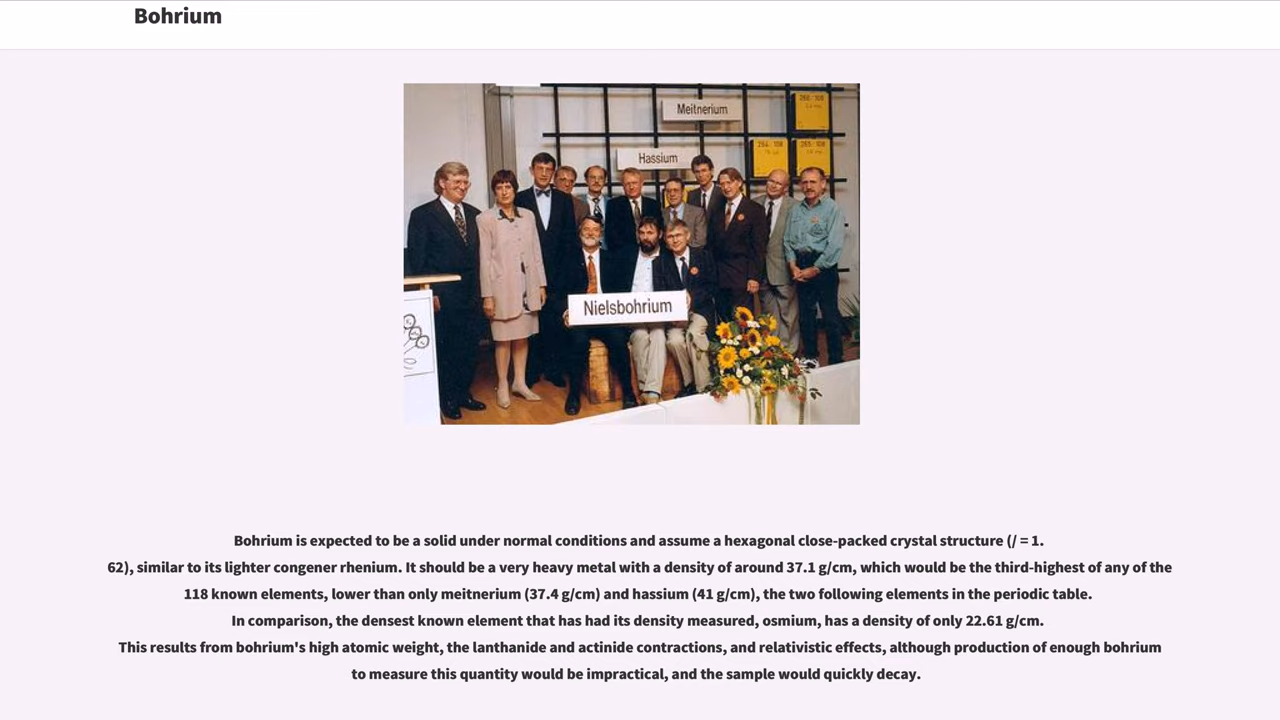 Bohrium
Meitnerium
Hassium
Nielsbohrium
Bohrium is expected to be a solid under normal conditions and assume a hexagonal close-packed crystal structure (/ = 1.
62), similar to its lighter congener rhenium. It should be a very heavy metal with a density of around 37.1 g/cm, which would be the third-highest of any of the
118 known elements, lower than only meitnerium (37.4 g/cm) and hassium (41 g/cm), the two following elements in the periodic table.
In comparison, the densest known element that has had its density measured, osmium, has a density of only 22.61 g/cm.
This results from bohrium's high atomic weight, the lanthanide and actinide contractions, and relativistic effects, although production of enough bohrium
to measure this quantity would be impractical, and the sample would quickly decay.